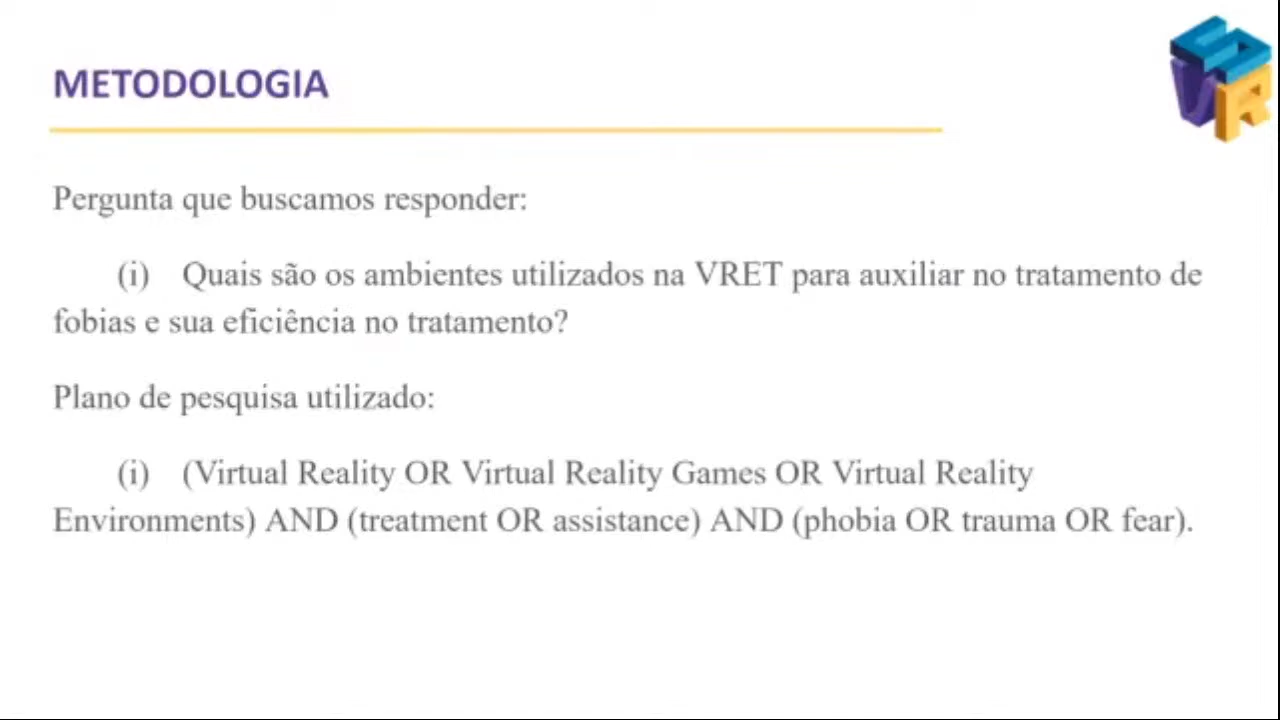 METODOLOGIA
SVR
Pergunta que buscamos responder:
(i) Quais são os ambientes utilizados na VRET para auxiliar no tratamento de
fobias e sua eficiência no tratamento?
Plano de pesquisa utilizado:
(i) (Virtual Reality OR Virtual Reality Games OR Virtual Reality
Environments) AND (treatment OR assistance) AND (phobia OR trauma OR fear).